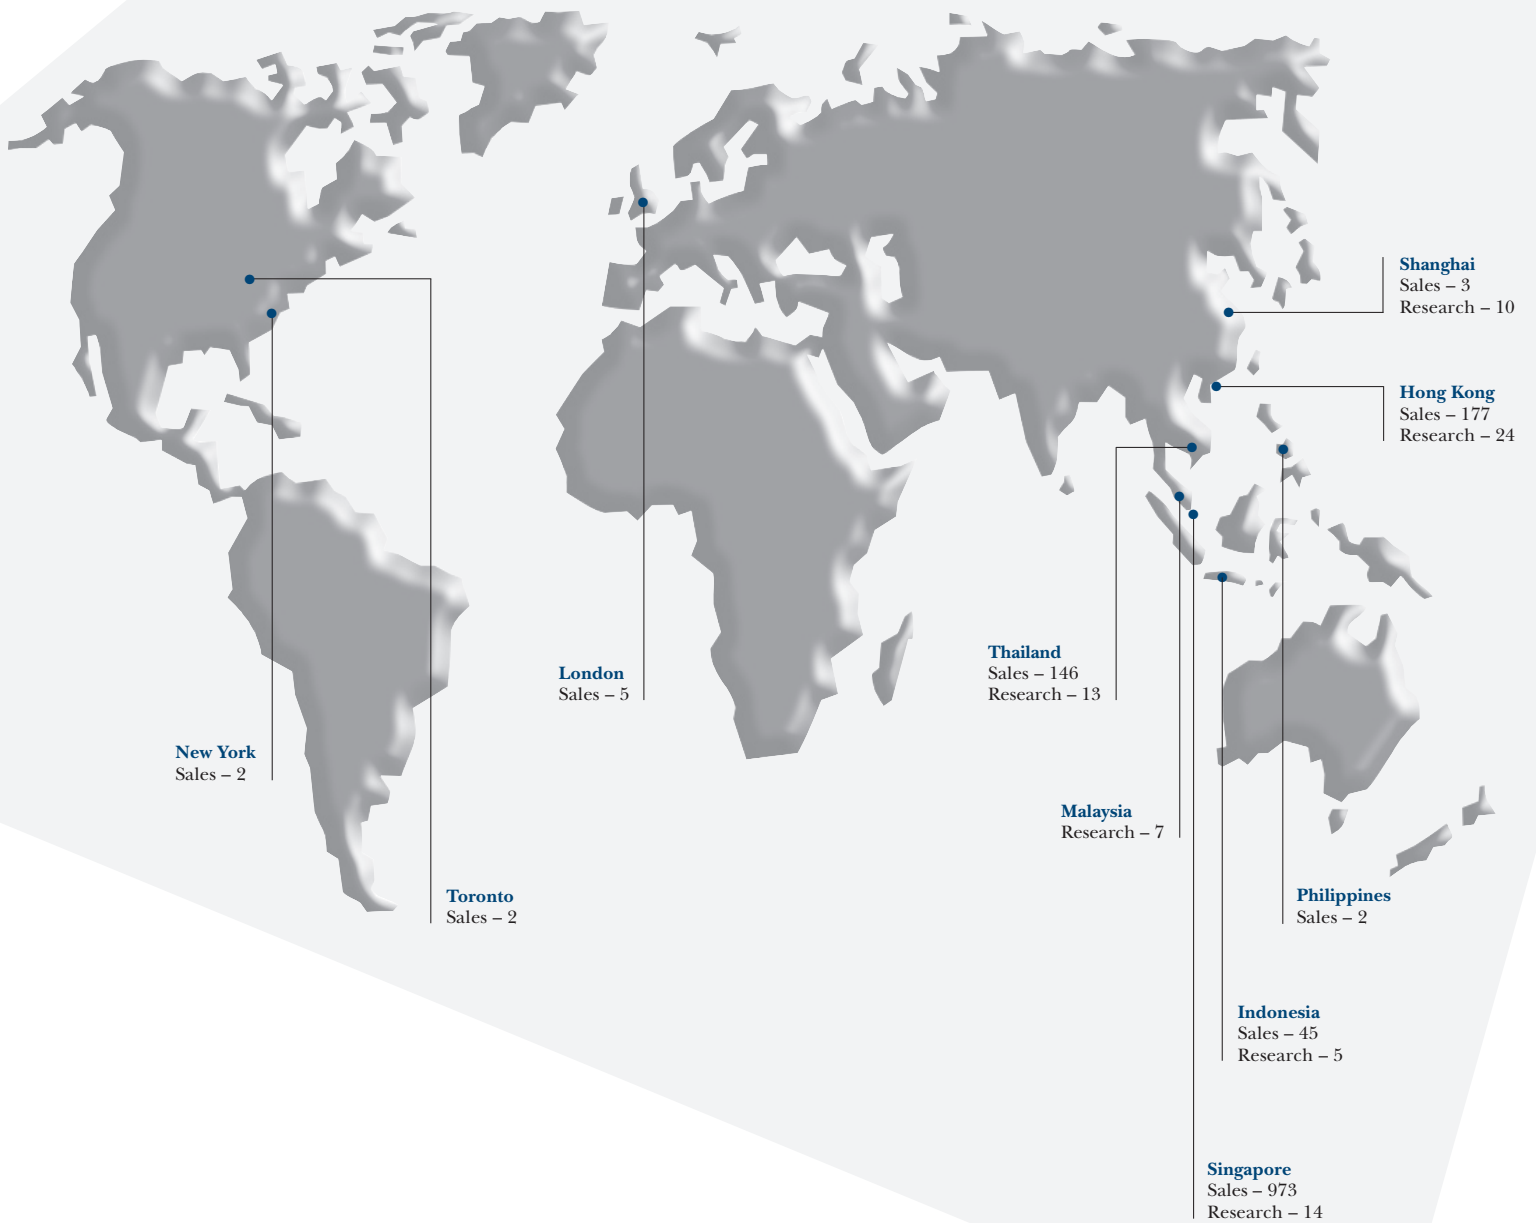 Shanghai
Sales – 3
Research – 10
Hong Kong
Sales – 177
Research – 24
Thailand
Sales – 146
Research – 13
London
Sales – 5
New York
Sales – 2
Malaysia
Research – 7
Toronto
Sales – 2
Philippines
Sales – 2
Indonesia
Sales – 45
Research – 5
Singapore
Sales – 973
Research – 14